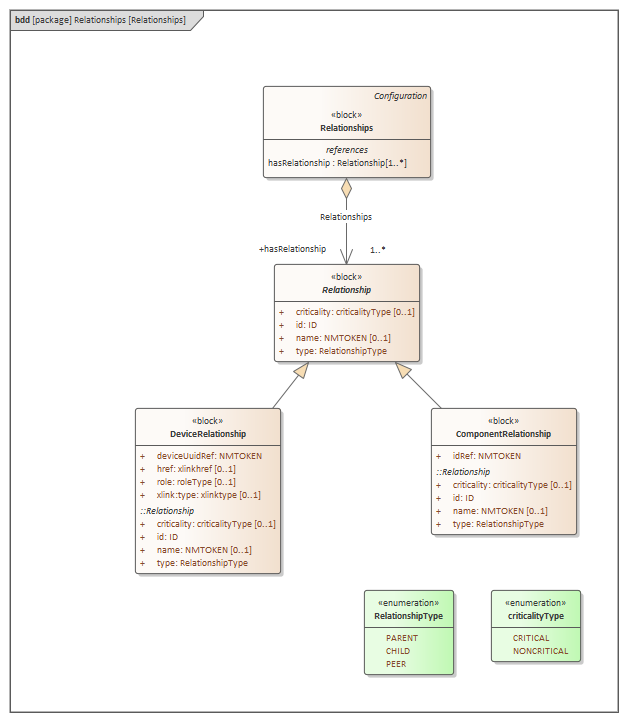 bdd [package] Relationships [Relationships]
Configuration
«block»
Relationships
references
hasRelationship : Relationship[1..*]
Relationships
+hasRelationship 1..*
«block»
Relationship
+ criticality: criticalityType [0..1]
+ id: ID
+ name: NMTOKEN [0..1]
+ type: RelationshipType
«block»
DeviceRelationship
+ deviceUuidRef: NMTOKEN
+ href: xlinkhref [0..1]
+ role: roleType [0..1]
+ xlink:type: xlinktype [0..1]
::Relationship
+ criticality: criticalityType [0..1]
+ id: ID
+ name: NMTOKEN [0..1]
+ type: RelationshipType
«block»
ComponentRelationship
+ idRef: NMTOKEN
::Relationship
+ criticality: criticalityType [0..1]
+ id: ID
+ name: NMTOKEN [0..1]
+ type: RelationshipType
«enumeration»
RelationshipType
PARENT
CHILD
PEER
«enumeration»
criticalityType
CRITICAL
NONCRITICAL